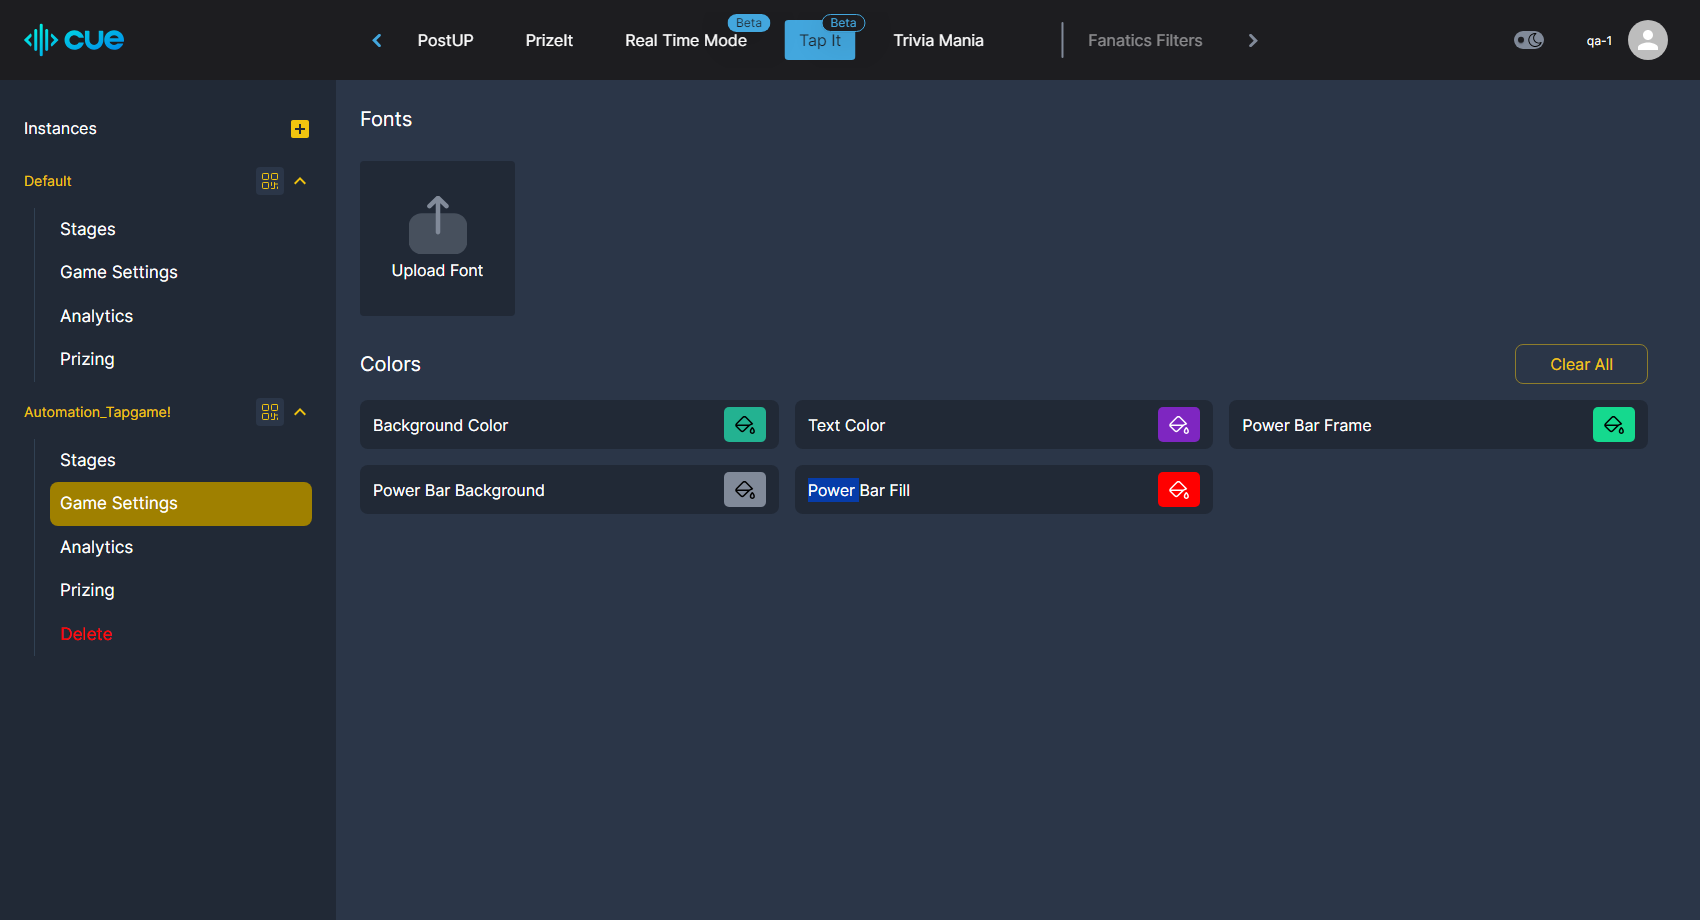 cue
PostUP
PrizeIt
Real Time Mode
Beta
Tap It
Beta
Trivia Mania
Fanatics Filters
qa-1
Instances
Default
Stages
Game Settings
Analytics
Prizing
Automation_Tapgame!
Stages
Game Settings
Analytics
Prizing
Delete
Fonts
Upload Font
Colors
Clear All
Background Color
Text Color
Power Bar Frame
Power Bar Background
Power Bar Fill